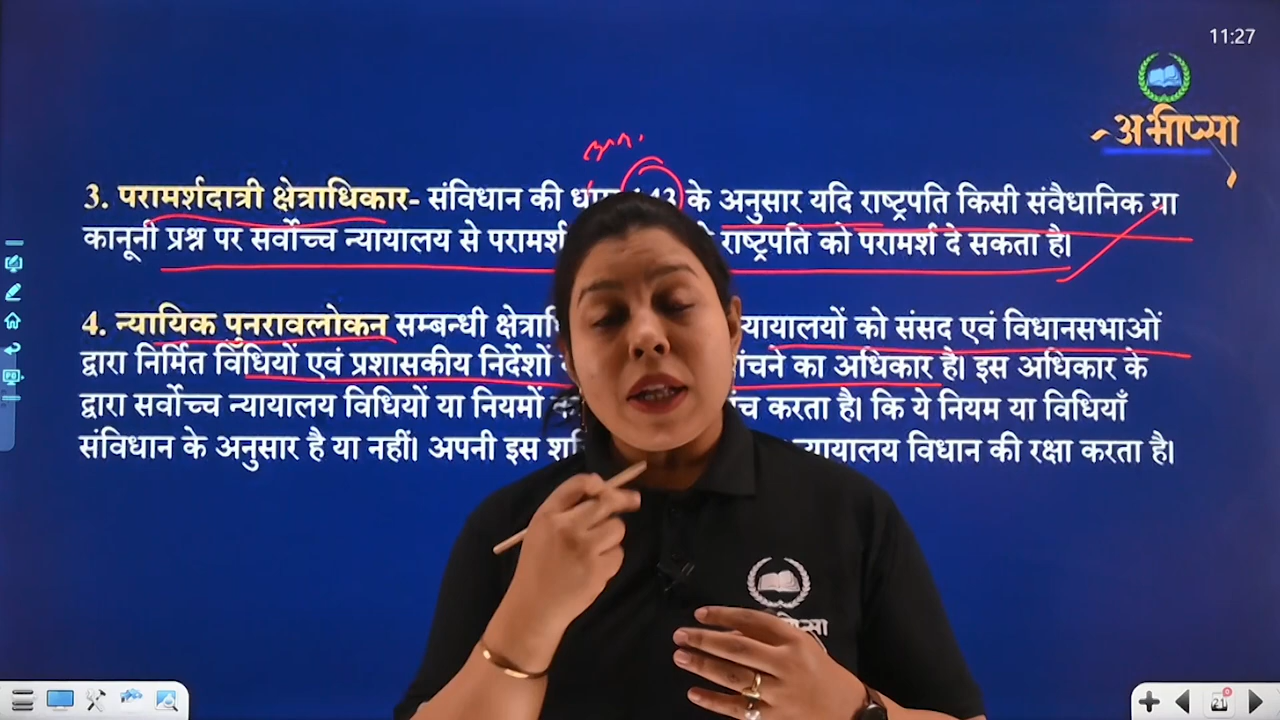 11:27
अभीप्सा
3. परामर्शदात्री क्षेत्राधिकार- संविधान की के अनुसार यदि राष्ट्रपति किसी संवैधानिक या
कानूनी प्रश्न पर सर्वोच्च न्यायालय से परामर्श राष्ट्रपति को परामर्श दे सकता है।
4. न्यायिक पुनरावलोकन सम्बन्धी को संसद एवं विधानसभाओं
द्वारा निर्मित विधियों एवं प्रशासकीय निर्देशों का अधिकार है। इस अधिकार के
द्वारा सर्वोच्च न्यायालय विधियों या नियमों करता है। कि ये नियम या विधियाँ
संविधान के अनुसार है या नहीं। अपनी इस न्यायालय विधान की रक्षा करता है।
21